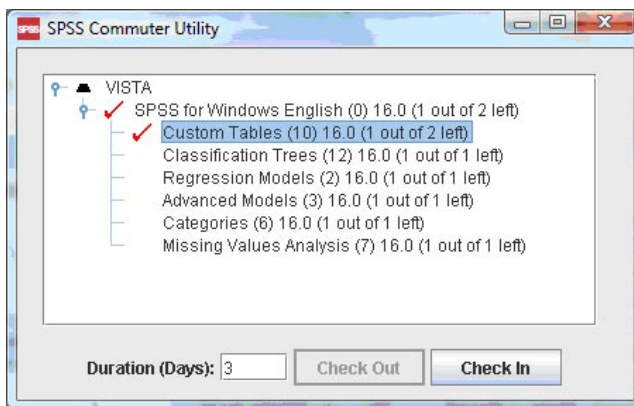 SPSS SPSS Commuter Utility
VISTA
SPSS for Windows English (0) 16.0 (1 out of 2 left)
Custom Tables (10) 16.0 (1 out of 2 left)
Classification Trees (12) 16.0 (1 out of 1 left)
Regression Models (2) 16.0 (1 out of 1 left)
Advanced Models (3) 16.0 (1 out of 1 left)
Categories (6) 16.0 (1 out of 1 left)
Missing Values Analysis (7) 16.0 (1 out of 1 left)
Duration (Days): 3 Check Out Check In